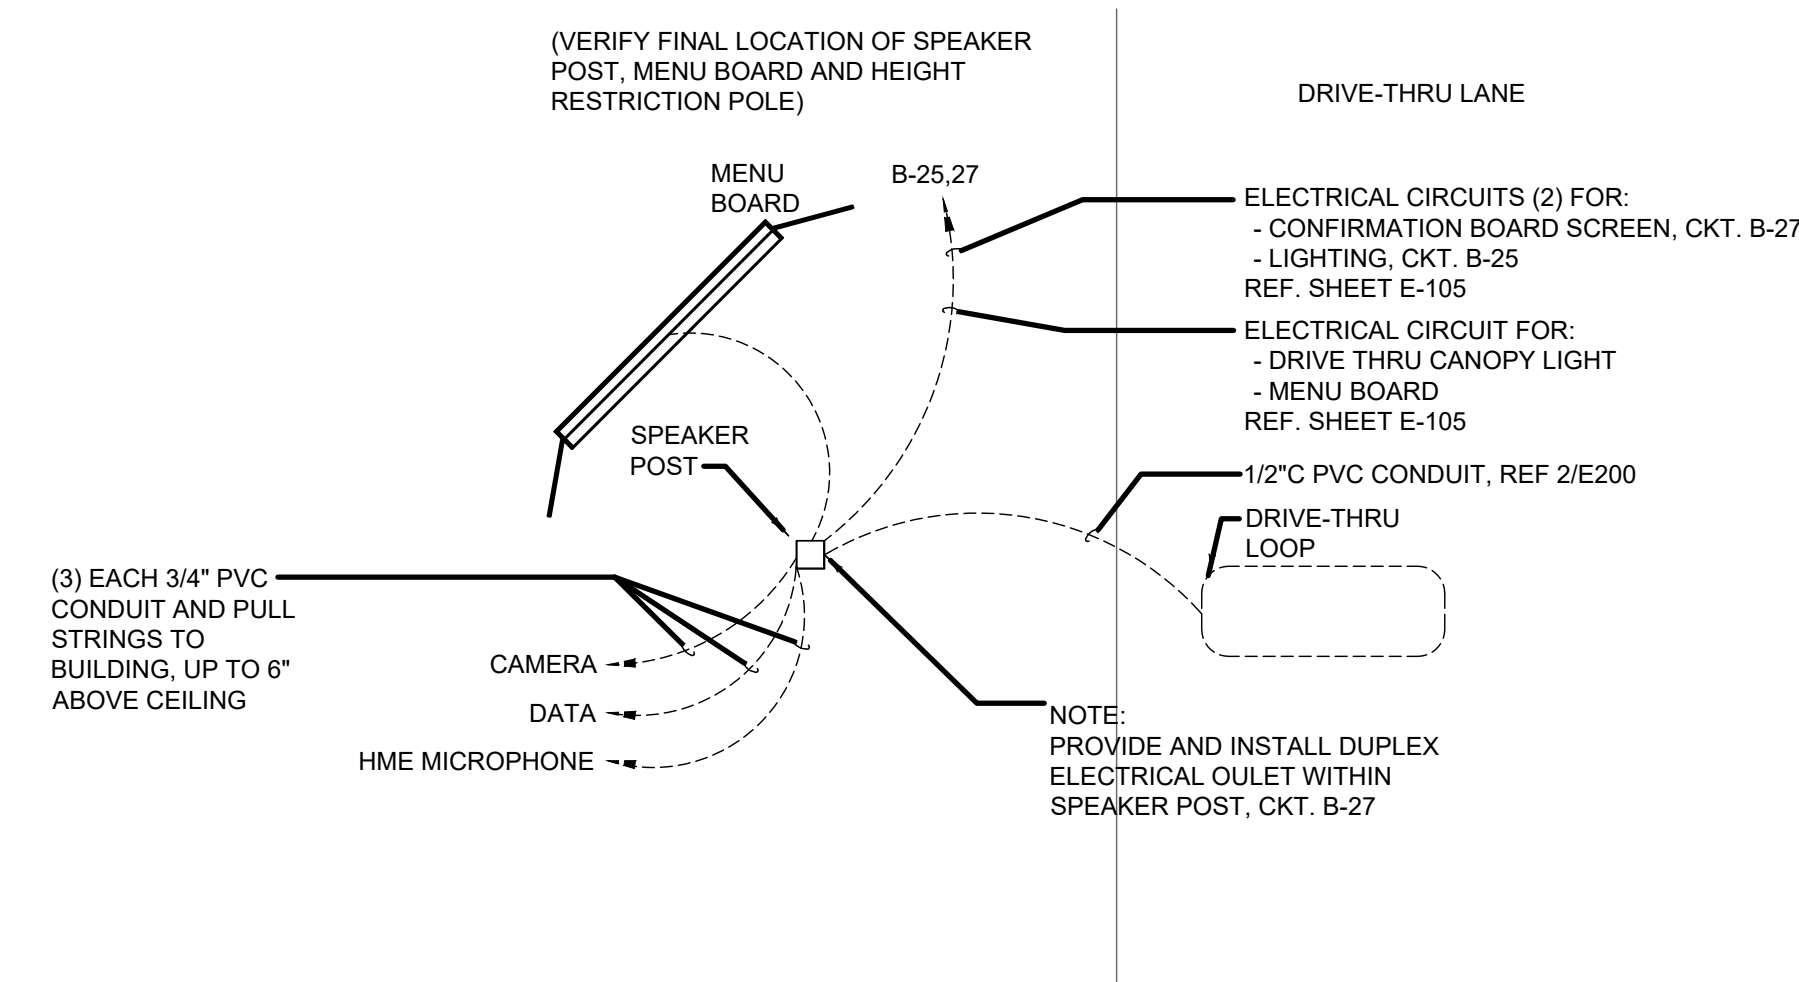 (VERIFY FINAL LOCATION OF SPEAKER
POST, MENU BOARD AND HEIGHT
RESTRICTION POLE)
DRIVE-THRU LANE
MENU
BOARD
B-25,27
ELECTRICAL CIRCUITS (2) FOR:
- CONFIRMATION BOARD SCREEN, CKT. B-27
- LIGHTING, CKT. B-25
REF. SHEET E-105
ELECTRICAL CIRCUIT FOR:
- DRIVE THRU CANOPY LIGHT
- MENU BOARD
REF. SHEET E-105
SPEAKER
POST
1/2"C PVC CONDUIT, REF 2/E200
DRIVE-THRU
LOOP
(3) EACH 3/4" PVC
CONDUIT AND PULL
STRINGS TO
BUILDING, UP TO 6"
ABOVE CEILING
CAMERA
DATA
HME MICROPHONE
NOTE:
PROVIDE AND INSTALL DUPLEX
ELECTRICAL OULET WITHIN
SPEAKER POST, CKT. B-27